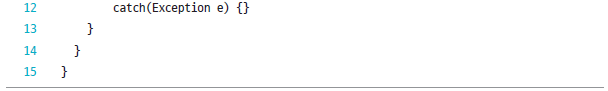 12 catch(Exception e) {}
13 }
14 }
15 }